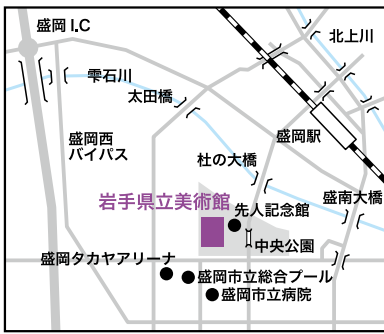 盛岡 I.C
北上川
雫石川
太田橋
盛岡西
バイパス
盛岡駅
杜の大橋
盛南大橋
岩手県立美術館
先人記念館
中央公園
盛岡タカヤアリーナ
盛岡市立総合プール
盛岡市立病院